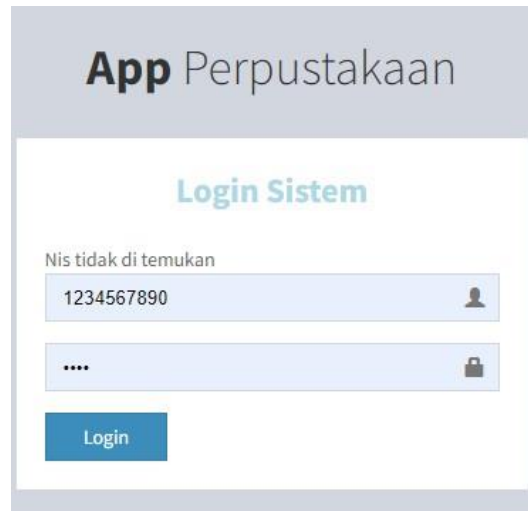 App Perpustakaan
Login Sistem
Nis tidak di temukan
1234567890
••••
Login